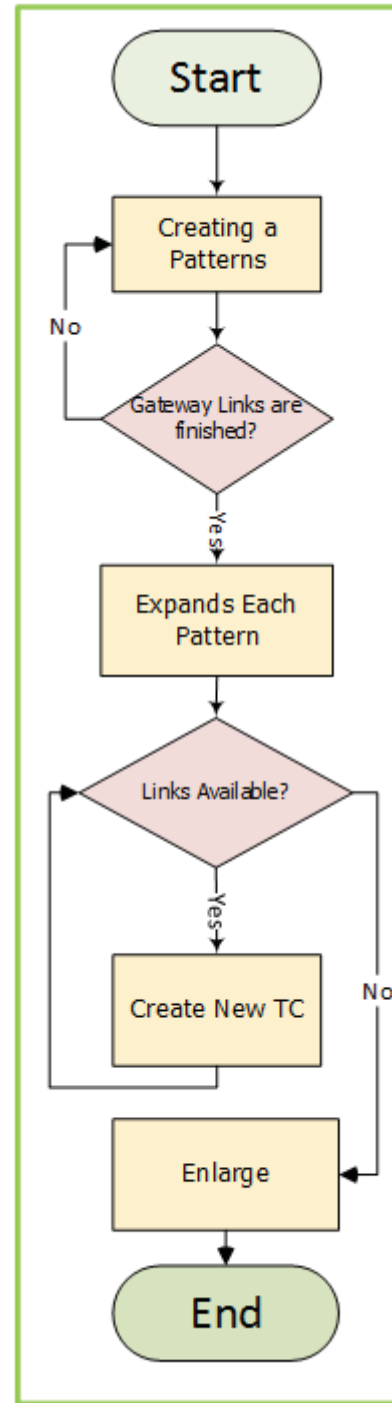 Start
Creating a
Patterns
No
Gateway Links are
finished?
Yes
Expands Each
Pattern
Links Available?
Yes
Create New TC
No
Enlarge
End